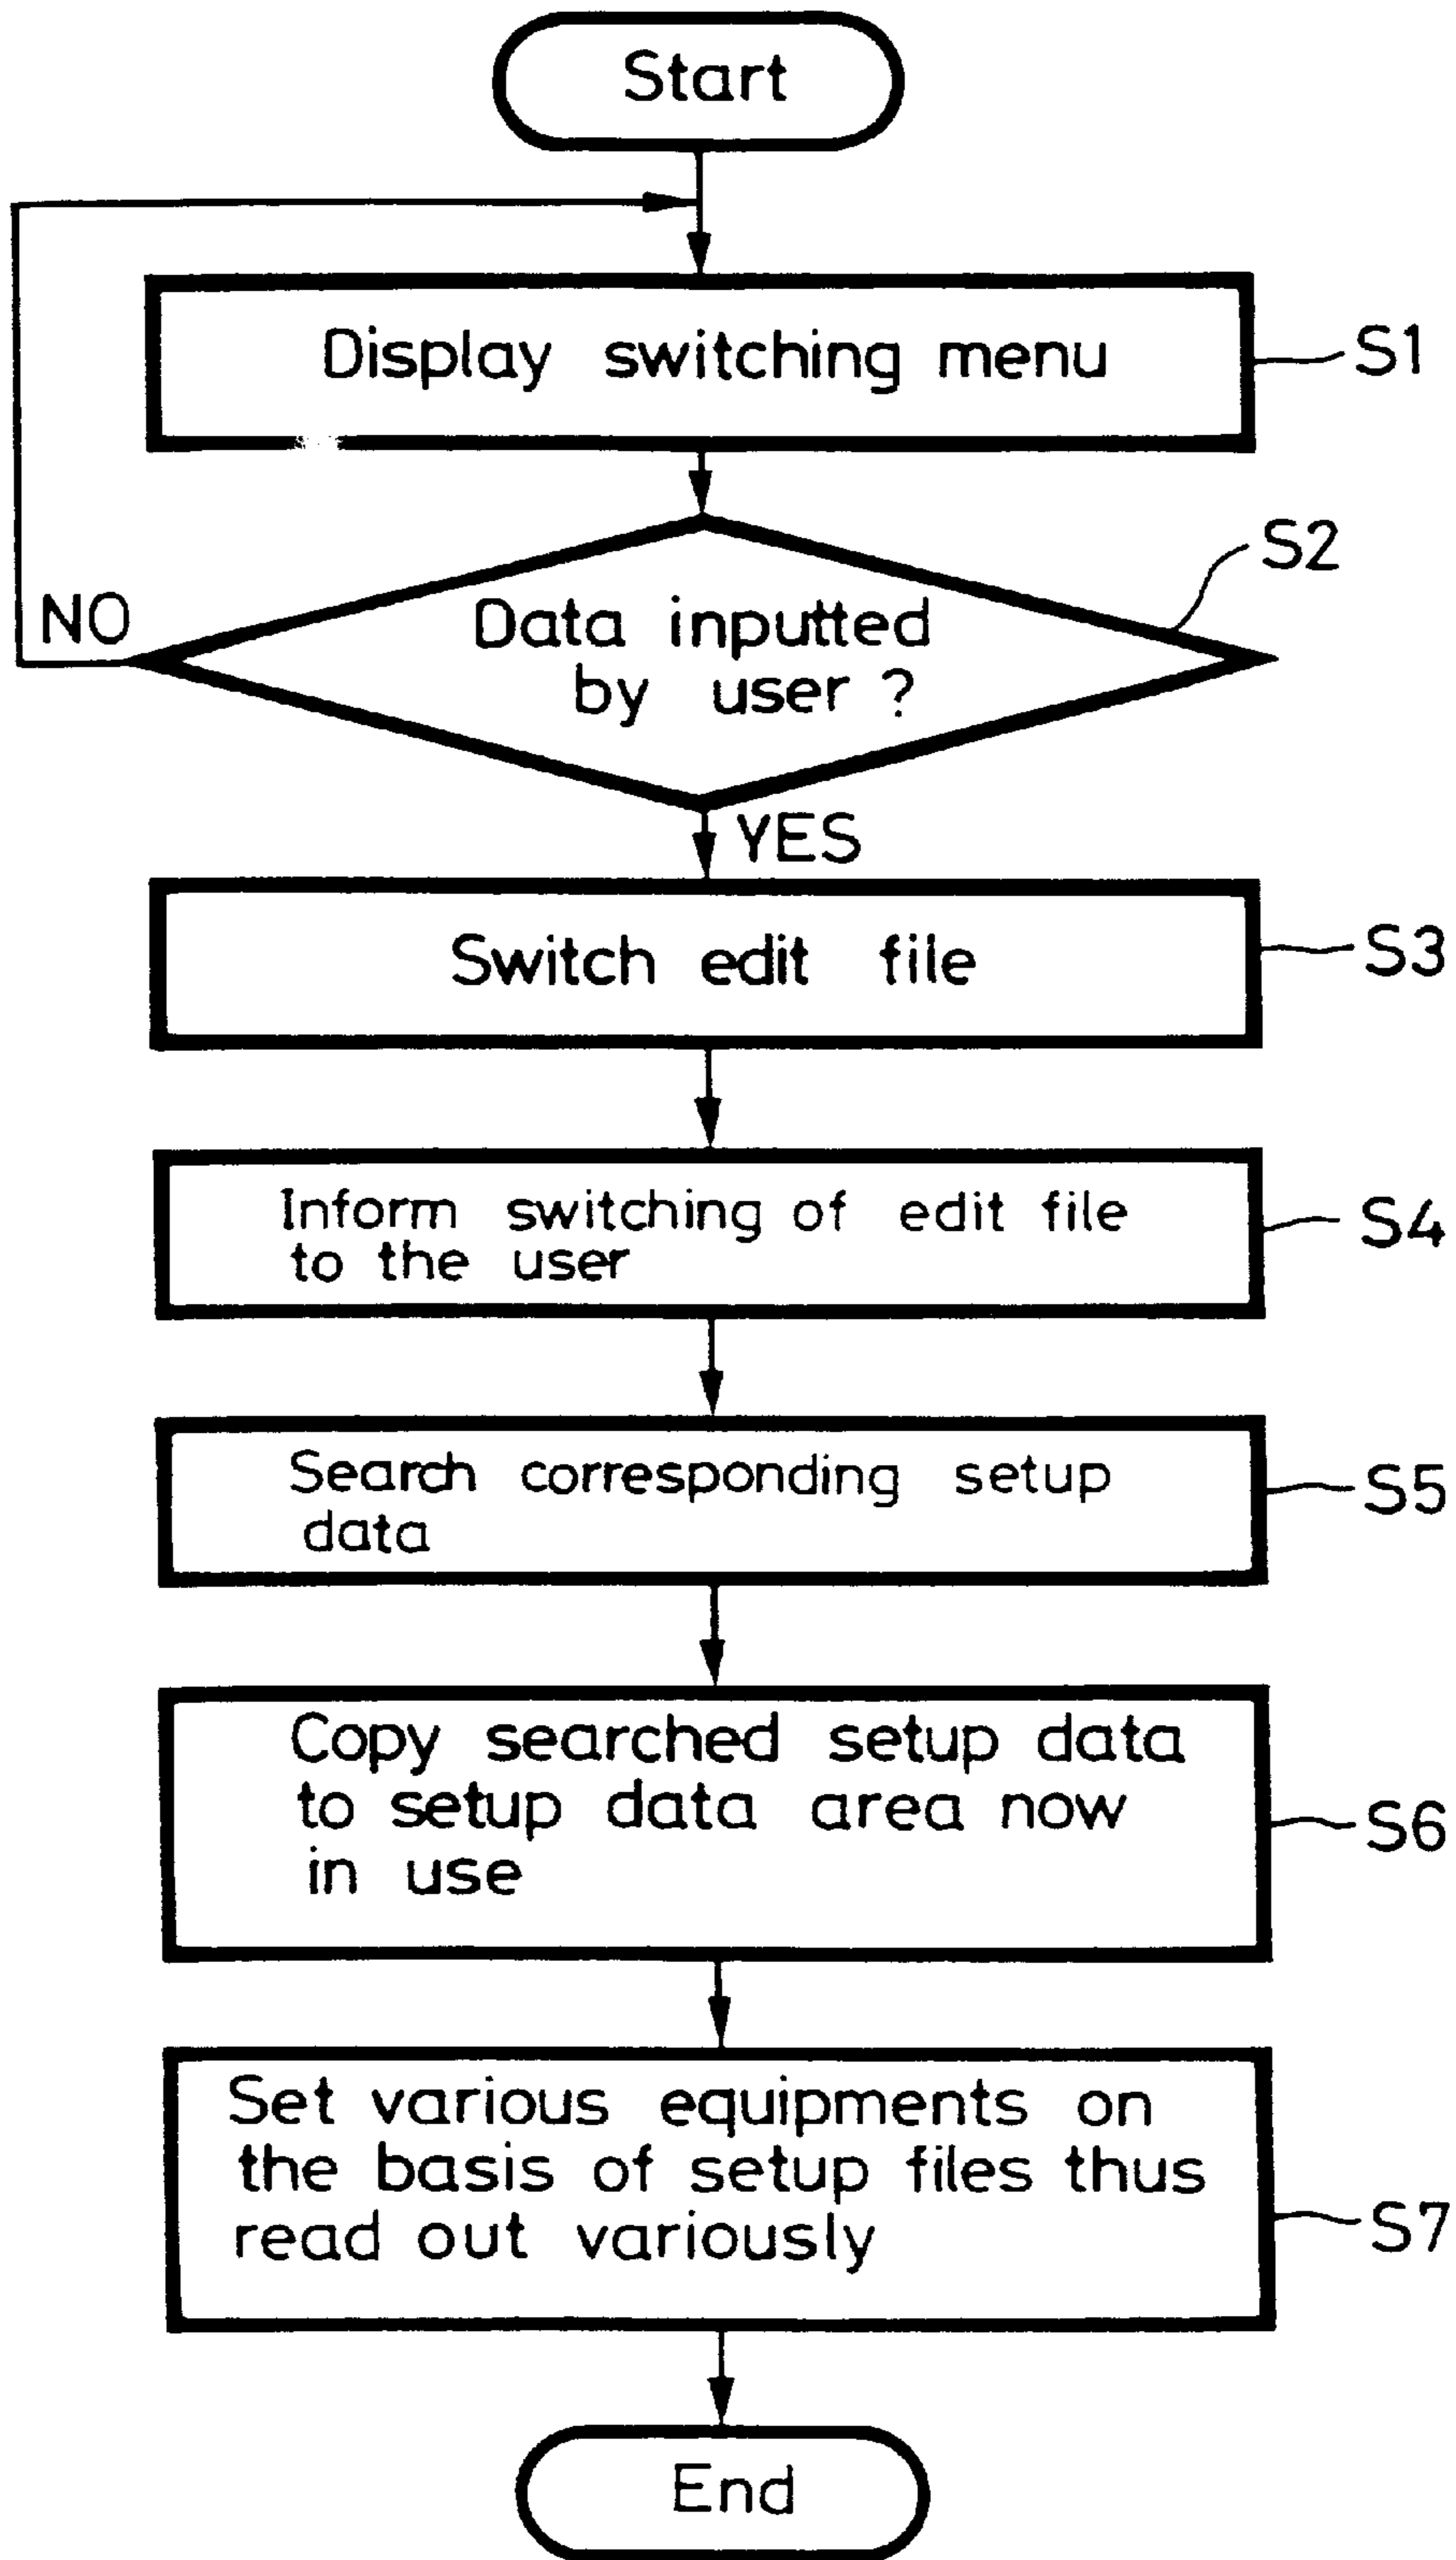 Start
Display switching menu
S1
S2
NO
Data inputted
by user ?
YES
Switch edit file
S3
Inform switching of edit file
to the user
S4
Search corresponding setup
data
S5
Copy searched setup data
to setup data area now
in use
S6
Set various equipments on
the basis of setup files thus
read out variously
S7
End